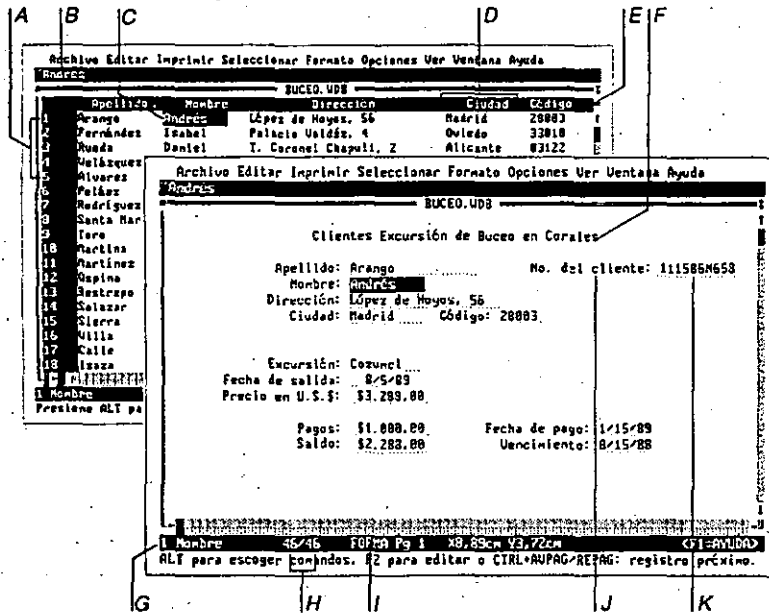 A B C D E F
Archivo Editar Imprimir Seleccionar Formato Opciones Ver Ventana Ayuda
"Andrés
BUCEO.WDB
Apellido Nombre Dirección Ciudad Código
1 Arango Andrés López de Hoyos, 56 Madrid 28003
2 Fernández Isabel Palacio Valdéz, 4 Oviedo 33010
3 Rueda Daniel T. Coronel Chapuli, 2 Alicante 03122
4 Velázquez
5 Alvarez
6 Peláez
7 Rodríguez
8 Santa Mar
9 Toro
10 Martina
11 Martínez
12 Ospina
13 Restrepo
14 Salazar
15 Sierra
16 Villa
17 Calle
18 Isaza
1 Nombre
Presione ALT pa
Archivo Editar Imprimir Seleccionar Formato Opciones Ver Ventana Ayuda
"Andrés
BUCEO.WDB
Clientes Excursión de Buceo en Corales
Apellido: Arango No. del cliente: 111586M658
Nombre: Andrés
Dirección: López de Hoyos, 56
Ciudad: Madrid Código: 28003
Excursión: Cozumel
Fecha de salida: 8/5/89
Precio en U.S.$: $3,289.00
Pagos: $1,000.00 Fecha de pago: 1/15/89
Saldo: $2,283.00 Vencimiento: 8/15/88
1 Nombre 46/46 FORMA Pg 1 X8,89cm Y3,72cm <F1=AYUDA>
ALT para escoger comandos. F2 para editar o CTRL+AVPAG/REPAG: registro próximo.
G H I J K